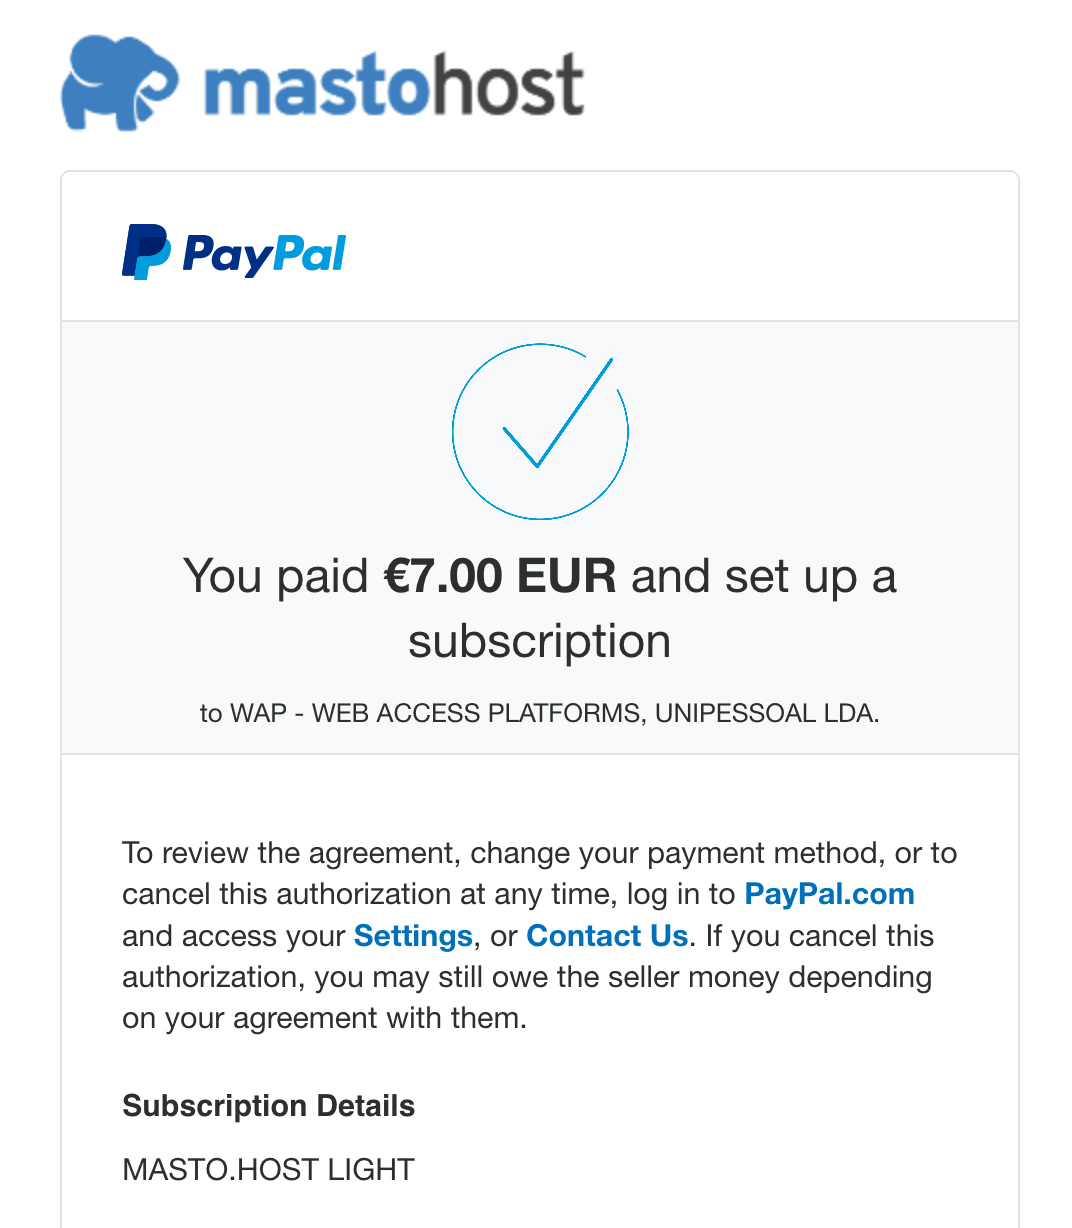 mastohost
PayPal
You paid €7.00 EUR and set up a
subscription
to WAP - WEB ACCESS PLATFORMS, UNIPESSOAL LDA.
To review the agreement, change your payment method, or to
cancel this authorization at any time, log in to PayPal.com
and access your Settings, or Contact Us. If you cancel this
authorization, you may still owe the seller money depending
on your agreement with them.
Subscription Details
MASTO.HOST LIGHT